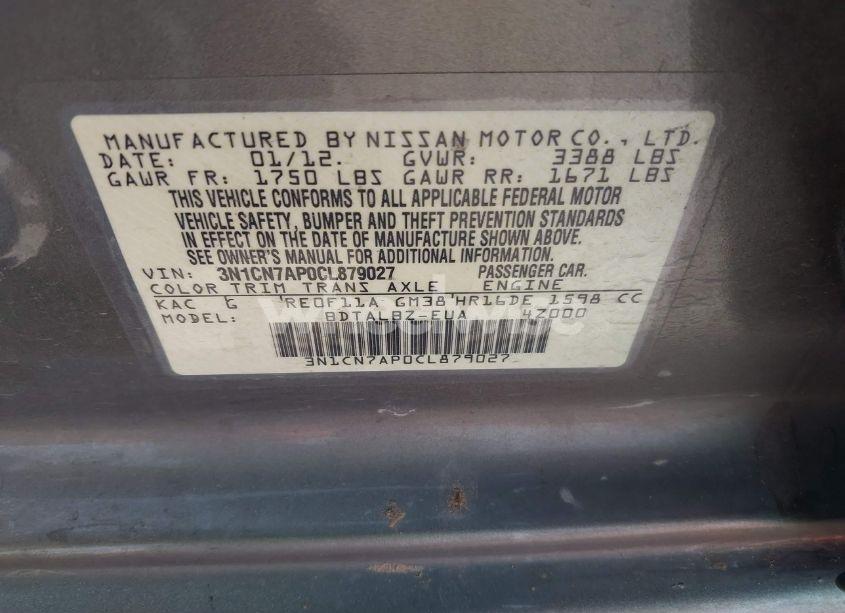 MANUFACTURED BY NISSAN MOTOR CO., LTD.
DATE: 01/12. GVWR: 3388 LBS
GAWR FR: 1750 LBS GAWR RR: 1671 LBS
THIS VEHICLE CONFORMS TO ALL APPLICABLE FEDERAL MOTOR
VEHICLE SAFETY, BUMPER AND THEFT PREVENTION STANDARDS
IN EFFECT ON THE DATE OF MANUFACTURE SHOWN ABOVE.
SEE OWNER'S MANUAL FOR ADDITIONAL INFORMATION.
VIN: 3N1CN7AP0CL879027 PASSENGER CAR.
COLOR TRIM TRANS AXLE ENGINE
KAC G RE0F11A GM38 HR16DE 1598 CC
MODEL: BDTALBZ-EUA 4Z000
3N1CN7AP0CL879027